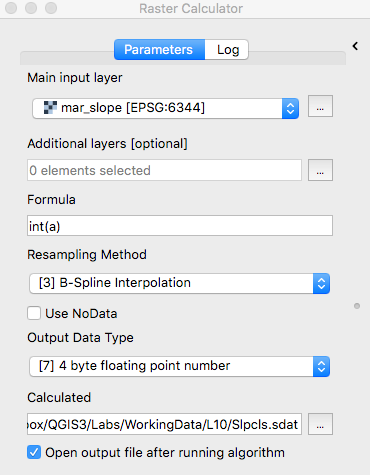 Raster Calculator
Parameters Log
Main input layer
mar_slope [EPSG:6344]
...
Additional layers [optional]
0 elements selected
...
Formula
int(a)
Resampling Method
[3] B-Spline Interpolation
Use NoData
Output Data Type
[7] 4 byte floating point number
Calculated
box/QGIS3/Labs/WorkingData/L10/Slpcls.sdat
...
Open output file after running algorithm